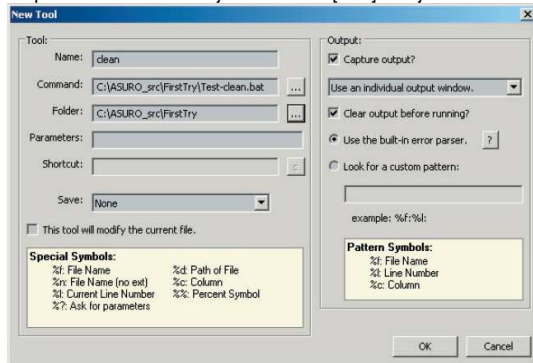 New Tool
Tool:
Name: clean
Command: C:\ASURO_src\FirstTry\Test-clean.bat ...
Folder: C:\ASURO_src\FirstTry ...
Parameters:
Shortcut: c
Save: None
This tool will modify the current file.
Special Symbols:
%f: File Name %d: Path of File
%n: File Name (no ext) %c: Column
%l: Current Line Number %%: Percent Symbol
%?: Ask for parameters
Output:
Capture output?
Use an individual output window.
Clear output before running?
Use the built-in error parser. ?
Look for a custom pattern:
example: %f:%l:
Pattern Symbols:
%f: File Name
%l: Line Number
%c: Column
OK Cancel